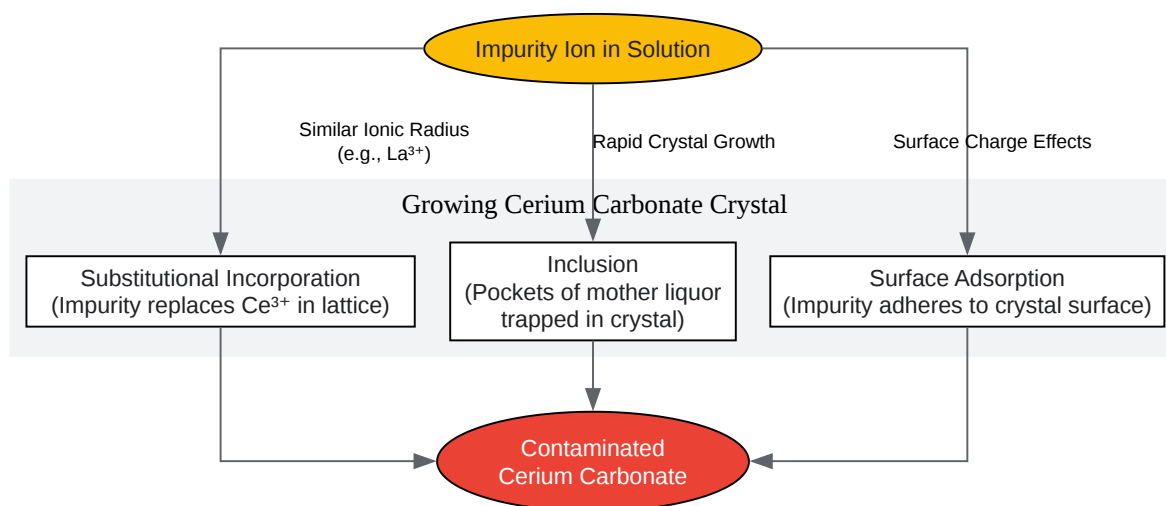 Impurity Ion in Solution
Similar Ionic Radius
(e.g., La³⁺)
Rapid Crystal Growth
Surface Charge Effects
Growing Cerium Carbonate Crystal
Substitutional Incorporation
(Impurity replaces Ce³⁺ in lattice)
Inclusion
(Pockets of mother liquor
trapped in crystal)
Surface Adsorption
(Impurity adheres to crystal surface)
Contaminated
Cerium Carbonate